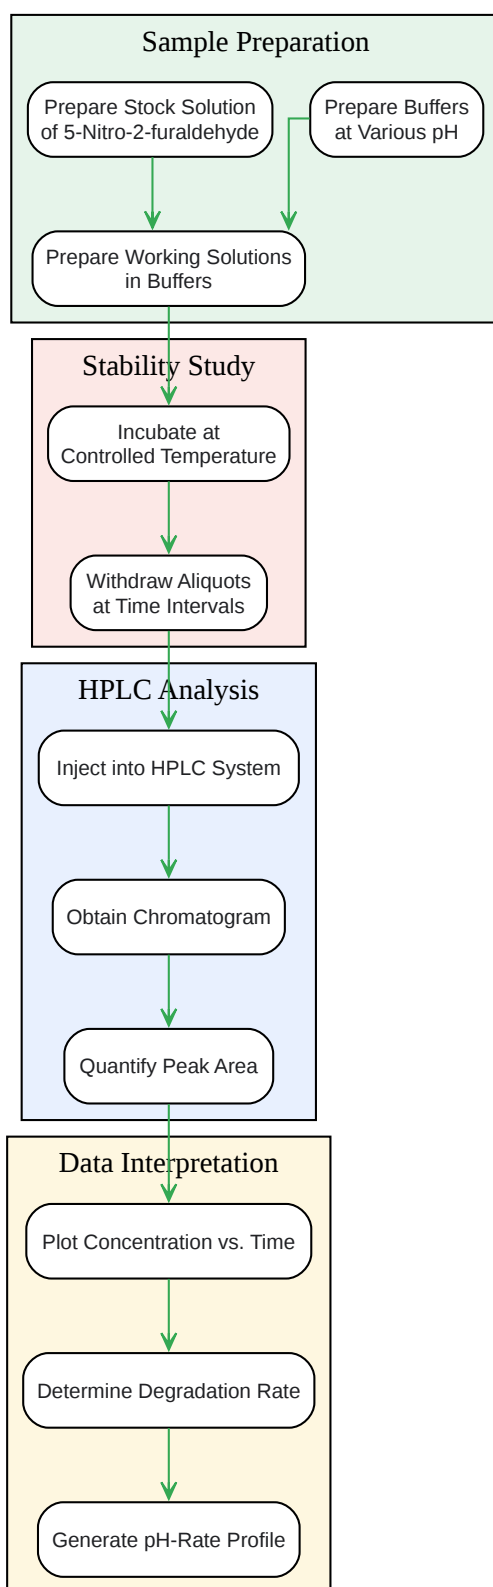 Sample Preparation
Prepare Stock Solution
of 5-Nitro-2-furaldehyde
Prepare Buffers
at Various pH
Prepare Working Solutions
in Buffers
Stability Study
Incubate at
Controlled Temperature
Withdraw Aliquots
at Time Intervals
HPLC Analysis
Inject into HPLC System
Obtain Chromatogram
Quantify Peak Area
Data Interpretation
Plot Concentration vs. Time
Determine Degradation Rate
Generate pH-Rate Profile